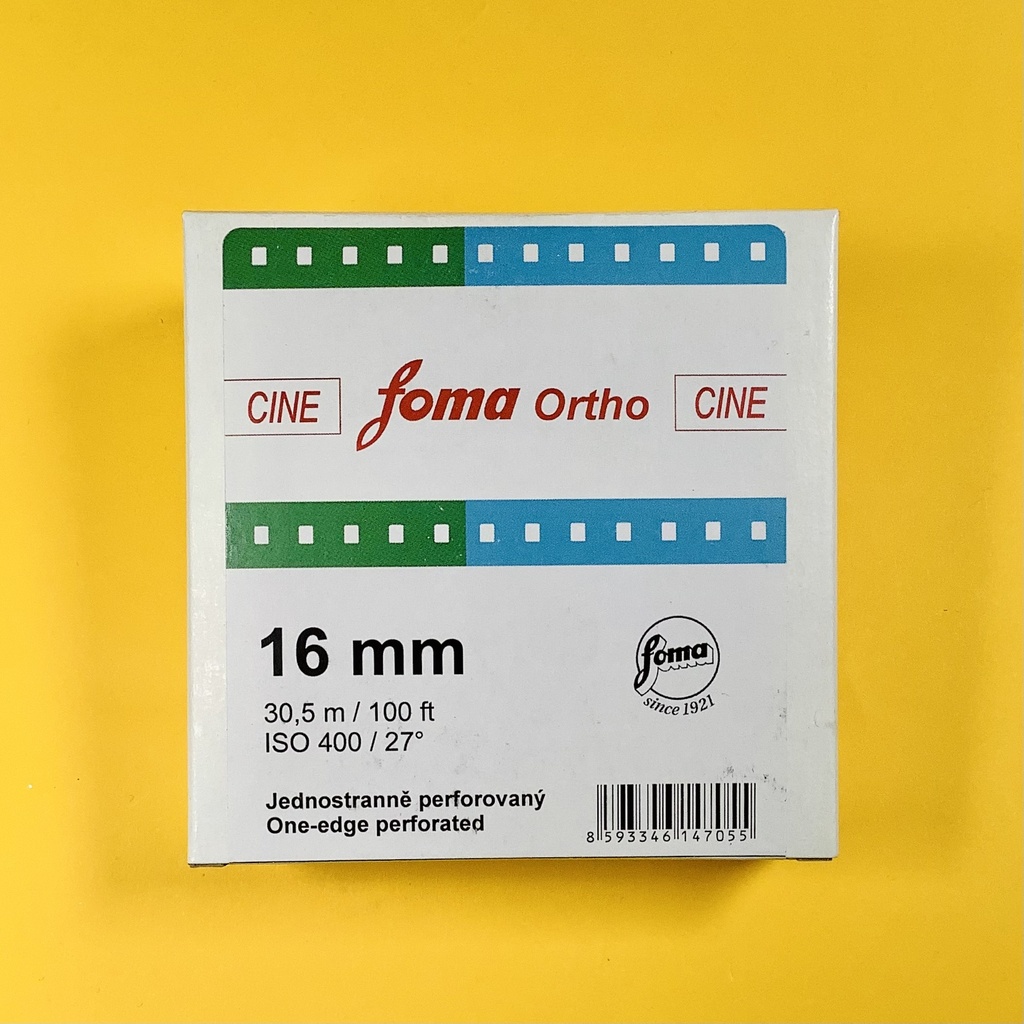 CINE foma Ortho CINE
16 mm
30,5 m / 100 ft
ISO 400 / 27°
foma
since 1921
Jednostranně perforovaný
One-edge perforated
8 593346 147055